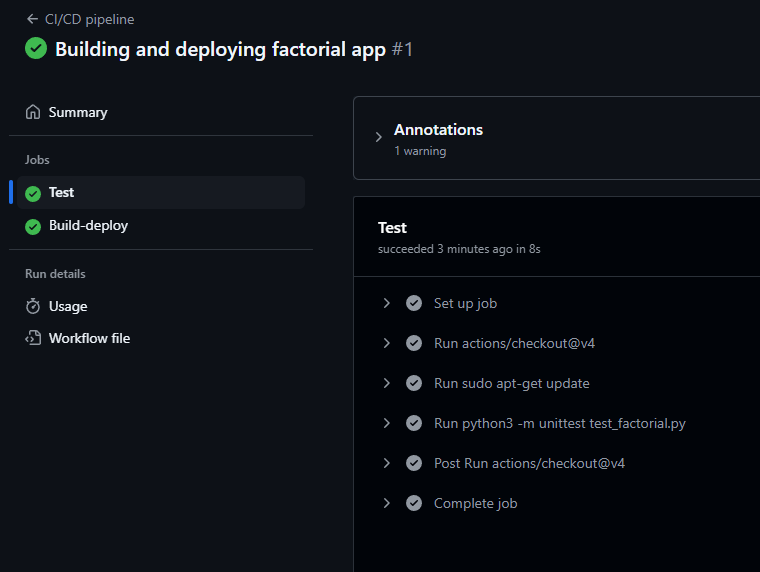 CI/CD pipeline
Building and deploying factorial app #1
Summary
Jobs
Test
Build-deploy
Run details
Usage
Workflow file
Annotations
1 warning
Test
succeeded 3 minutes ago in 8s
Set up job
Run actions/checkout@v4
Run sudo apt-get update
Run python3 -m unittest test_factorial.py
Post Run actions/checkout@v4
Complete job